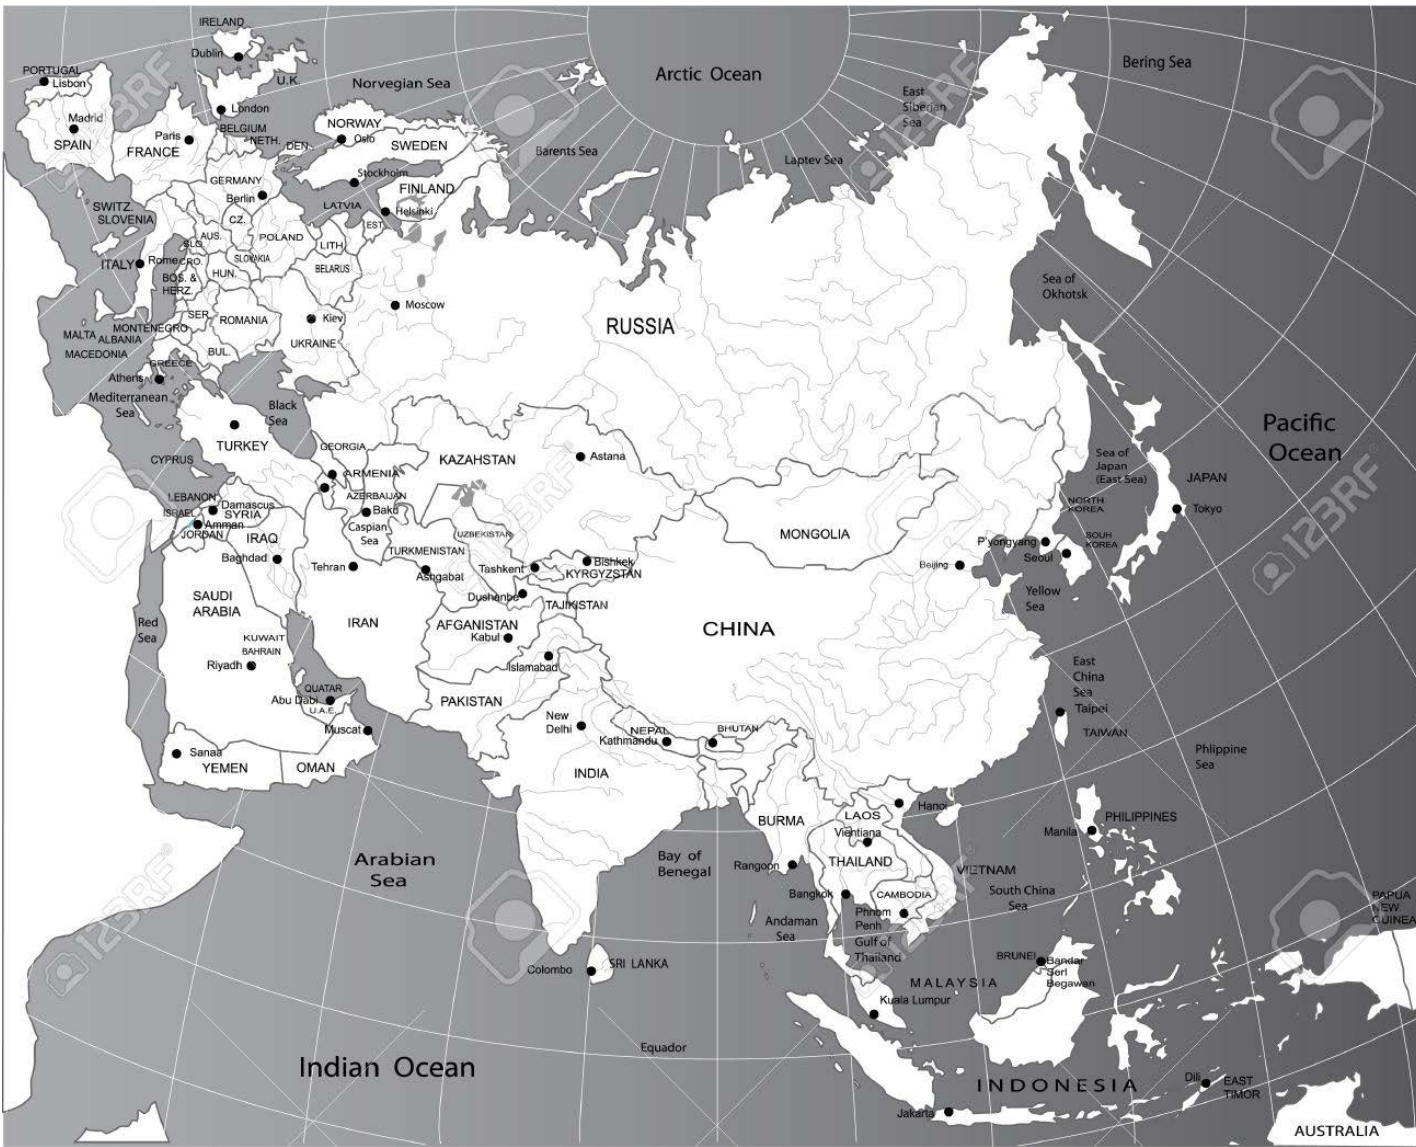 IRELAND
Dublin
U.K.
PORTUGAL
Lisbon
Norwegian Sea
Arctic Ocean
Bering Sea
East
Siberian
Sea
London
Madrid
SPAIN
Paris
FRANCE
BELGIUM
NETH.
DEN.
NORWAY
Oslo
SWEDEN
Barents Sea
Laptev Sea
Stockholm
FINLAND
GERMANY
Berlin
LATVIA
Helsinki
EST.
SWITZ.
SLOVENIA
CZ.
AUS.
SLO.
POLAND
LITH.
ITALY
Rome
CRO.
SLOVAKIA
BELARUS
HUN.
BOS. &
HERZ.
Sea of
Okhotsk
Moscow
SER.
ROMANIA
Kiev
RUSSIA
MALTA
MONTENEGRO
ALBANIA
UKRAINE
MACEDONIA
BUL.
GREECE
Athens
Mediterranean
Sea
Black
Sea
Pacific
Ocean
TURKEY
GEORGIA
KAZAHSTAN
Astana
Sea of
Japan
(East Sea)
JAPAN
CYPRUS
ARMENIA
LEBANON
Damascus
AZERBAIJAN
Baku
NORTH
KOREA
Tokyo
ISRAEL
SYRIA
Amman
JORDAN
IRAQ
Caspian
Sea
UZBEKISTAN
MONGOLIA
P'yongyang
SOUH
KOREA
Seoul
Baghdad
TURKMENISTAN
Tehran
Ashgabat
Tashkent
Bishkek
KYRGYZSTAN
Beijing
SAUDI
ARABIA
Dushanbe
TAJIKISTAN
Yellow
Sea
Red
Sea
IRAN
AFGANISTAN
Kabul
CHINA
KUWAIT
BAHRAIN
Riyadh
Islamabad
East
China
Sea
QUATAR
Abu Dabi
U.A.E.
PAKISTAN
Taipei
New
Delhi
NEPAL
Kathmandu
BHUTAN
TAIWAN
Muscat
Sanaa
YEMEN
OMAN
INDIA
Phlippine
Sea
BURMA
LAOS
Hanoi
Vientiana
Manila
PHILIPPINES
Arabian
Sea
Bay of
Benegal
Rangoon
THAILAND
VIETNAM
Bangkok
CAMBODIA
South China
Sea
PAPUA
NEW
GUINEA
Andaman
Sea
Phnom
Penh
Gulf of
Thailand
BRUNEI
Bandar
Serl
Begawan
Colombo
SRI LANKA
MALAYSIA
Kuala Lumpur
Equador
Indian Ocean
INDONESIA
Dili
EAST
TIMOR
Jakarta
AUSTRALIA
123RF
123RF
123RF
123RF
123RF
123RF
123RF